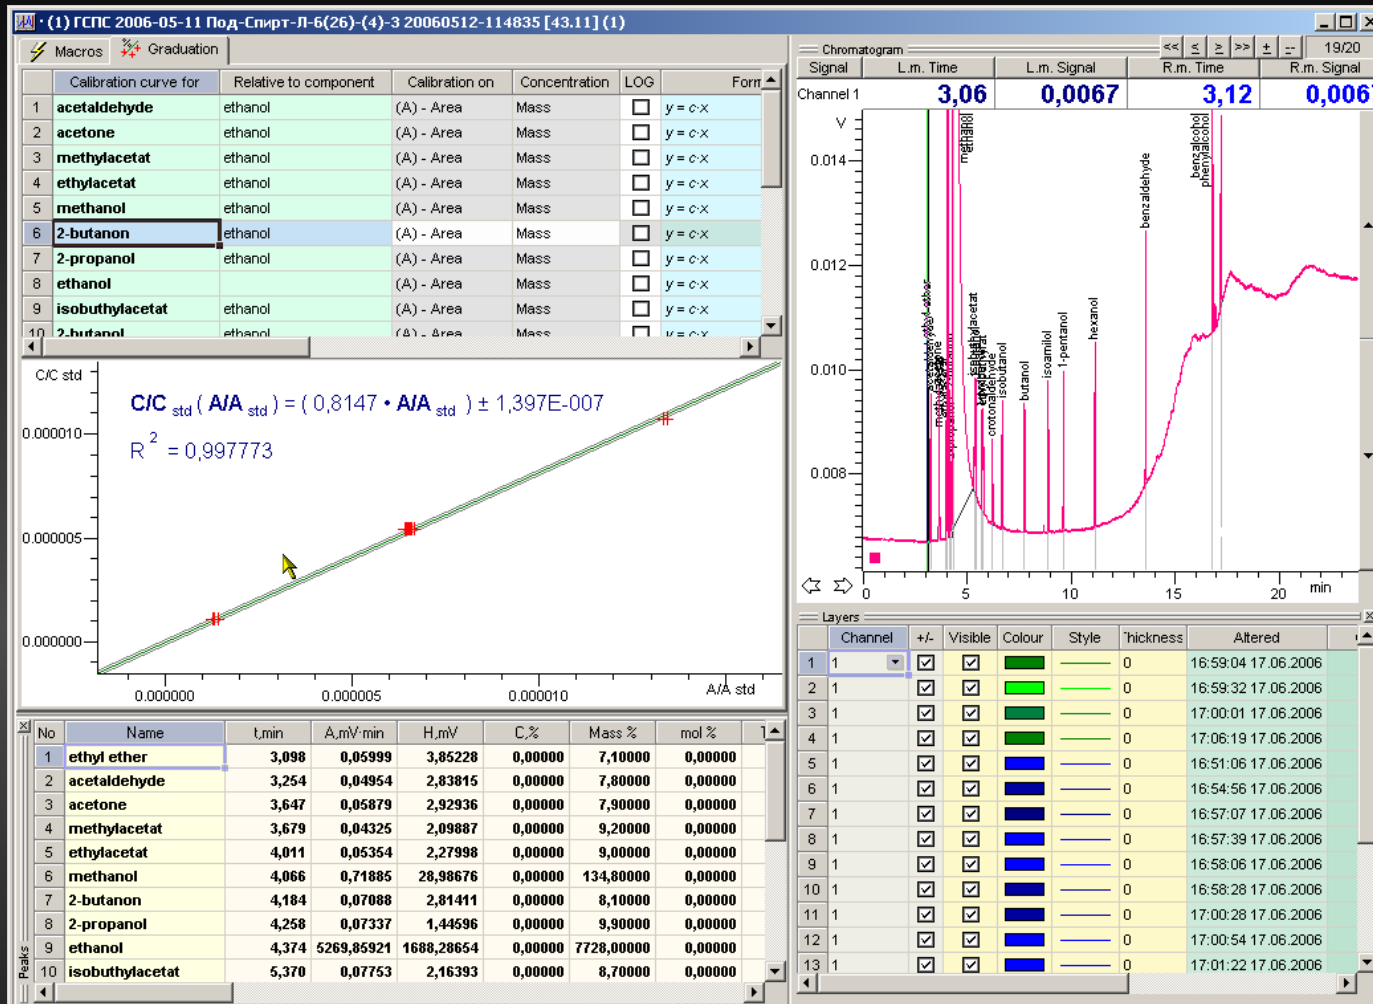 (1) ГСПС 2006-05-11 Под-Спирт-Л-6(26)-(4)-3 20060512-114835 [43.11] (1)
Macros Graduation
Calibration curve for Relative to component Calibration on Concentration LOG Form
1 acetaldehyde ethanol (A) - Area Mass y = c·x
2 acetone ethanol (A) - Area Mass y = c·x
3 methylacetat ethanol (A) - Area Mass y = c·x
4 ethylacetat ethanol (A) - Area Mass y = c·x
5 methanol ethanol (A) - Area Mass y = c·x
6 2-butanon ethanol (A) - Area Mass y = c·x
7 2-propanol ethanol (A) - Area Mass y = c·x
8 ethanol (A) - Area Mass y = c·x
9 isobuthylacetat ethanol (A) - Area Mass y = c·x
10 2-butanol ethanol (A) - Area Mass y = c·x
C/C std
C/C std ( A/A std ) = ( 0,8147 • A/A std ) ± 1,397E-007
R 2 = 0,997773
0.000010
0.000005
0.000000
0.000000 0.000005 0.000010 A/A std
No Name t,min A,mV·min H,mV C,% Mass % mol %
1 ethyl ether 3,098 0,05999 3,85228 0,00000 7,10000 0,00000
2 acetaldehyde 3,254 0,04954 2,83815 0,00000 7,80000 0,00000
3 acetone 3,647 0,05879 2,92936 0,00000 7,90000 0,00000
4 methylacetat 3,679 0,04325 2,09887 0,00000 9,20000 0,00000
5 ethylacetat 4,011 0,05354 2,27998 0,00000 9,00000 0,00000
6 methanol 4,066 0,71885 28,98676 0,00000 134,80000 0,00000
7 2-butanon 4,184 0,07088 2,81411 0,00000 8,10000 0,00000
8 2-propanol 4,258 0,07337 1,44596 0,00000 9,90000 0,00000
9 ethanol 4,374 5269,85921 1688,28654 0,00000 7728,00000 0,00000
10 isobuthylacetat 5,370 0,07753 2,16393 0,00000 8,70000 0,00000
Peaks
Chromatogram << < > >> + -- 19/20
Signal L.m. Time L.m. Signal R.m. Time R.m. Signal
Channel 1 3,06 0,0067 3,12 0,006
V
0.014
0.012
0.010
0.008
methanol
ethanol
isobuthylacetat
crotonaldehyde
isobutanol
butanol
isoamilol
1-pentanol
hexanol
benzaldehyde
benzalcohol
phenylalcohol
0 5 10 15 20 min
Layers
Channel +/- Visible Colour Style Thickness Altered
1 1 0 16:59:04 17.06.2006
2 1 0 16:59:32 17.06.2006
3 1 0 17:00:01 17.06.2006
4 1 0 17:06:19 17.06.2006
5 1 0 16:51:06 17.06.2006
6 1 0 16:54:56 17.06.2006
7 1 0 16:57:07 17.06.2006
8 1 0 16:57:39 17.06.2006
9 1 0 16:58:06 17.06.2006
10 1 0 16:58:28 17.06.2006
11 1 0 17:00:28 17.06.2006
12 1 0 17:00:54 17.06.2006
13 1 0 17:01:22 17.06.2006